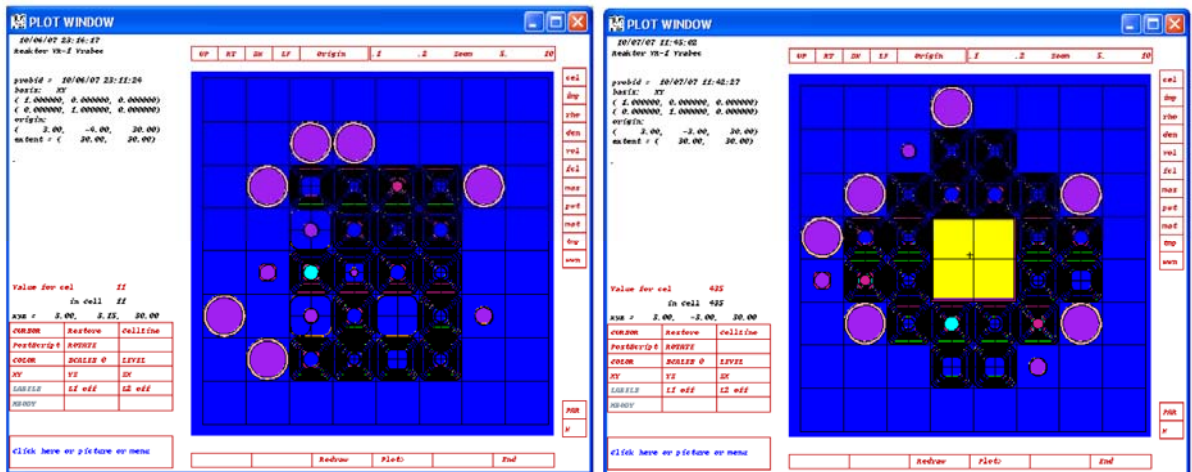 PLOT WINDOW
10/06/07 23:16:17
Reaktor VR-1 Vrabec
probid = 10/06/07 23:11:24
basis: XY
( 1.000000, 0.000000, 0.000000)
( 0.000000, 1.000000, 0.000000)
origin:
( 3.00, -4.00, 30.00)
extent = ( 30.00, 30.00)
UP RT DN LF Origin .1 .2 Zoom 5. 10
cel
imp
rho
den
vol
fcl
mas
pwt
mat
tmp
wwn
Value for cel 11
in cell 11
xyz = 3.00, 3.15, 30.00
CURSOR Restore CellLine
PostScript ROTATE
COLOR SCALES 0 LEVEL
XY YZ ZX
LABELS L1 off L2 off
MBODY
PAR
N
Click here or picture or menu
Redraw Plot> End
PLOT WINDOW
10/07/07 11:45:02
Reaktor VR-1 Vrabec
probid = 10/07/07 11:42:27
basis: XY
( 1.000000, 0.000000, 0.000000)
( 0.000000, 1.000000, 0.000000)
origin:
( 3.00, -3.00, 30.00)
extent = ( 30.00, 30.00)
UP RT DN LF Origin .1 .2 Zoom 5. 10
cel
imp
rho
den
vol
fcl
mas
pwt
mat
tmp
wwn
Value for cel 435
in cell 435
xyz = 3.00, -3.00, 30.00
CURSOR Restore CellLine
PostScript ROTATE
COLOR SCALES 0 LEVEL
XY YZ ZX
LABELS L1 off L2 off
MBODY
PAR
N
Click here or picture or menu
Redraw Plot> End